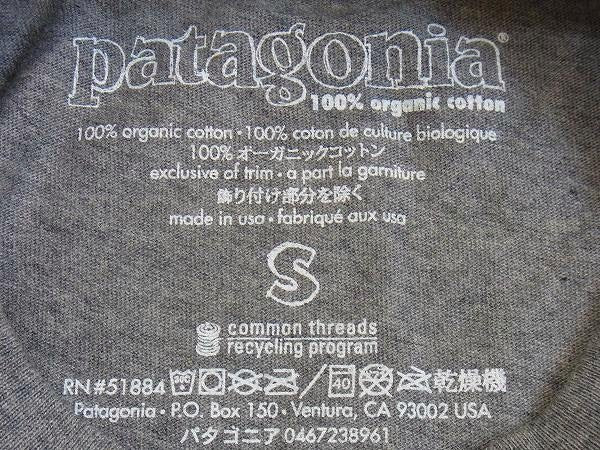 patagonia®
100% organic cotton
100% organic cotton • 100% coton de culture biologique
100% オーガニックコットン
exclusive of trim • a part la garniture
飾り付け部分を除く
made in usa • fabriqué aux usa
S
common threads
recycling program
RN#51884 30°C 40 乾燥機
Patagonia • P.O. Box 150 • Ventura, CA 93002 USA
パタゴニア 0467238961